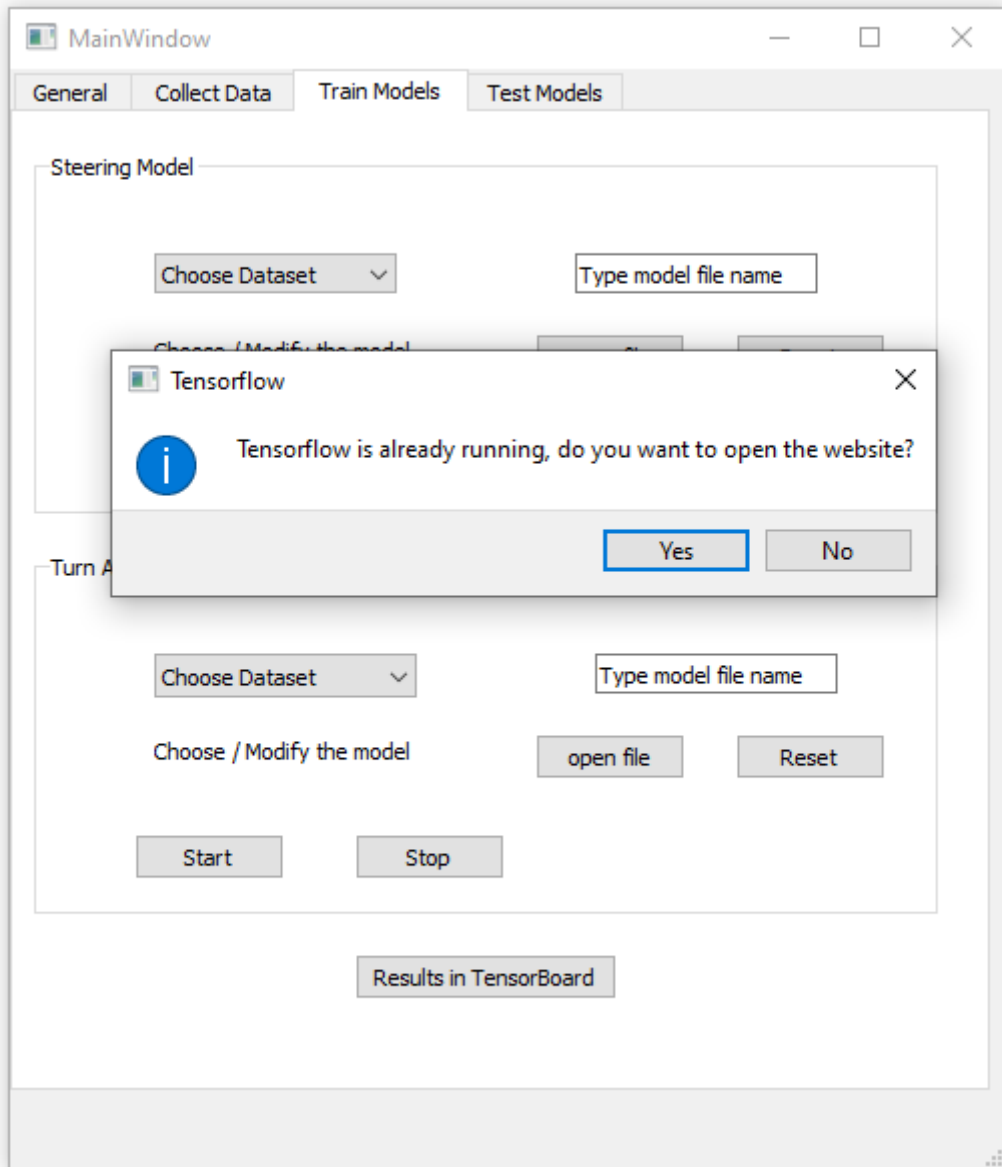 MainWindow
General Collect Data Train Models Test Models
Steering Model
Choose Dataset Type model file name
Tensorflow
Tensorflow is already running, do you want to open the website?
Yes No
Turn
Choose Dataset Type model file name
Choose / Modify the model open file Reset
Start Stop
Results in TensorBoard